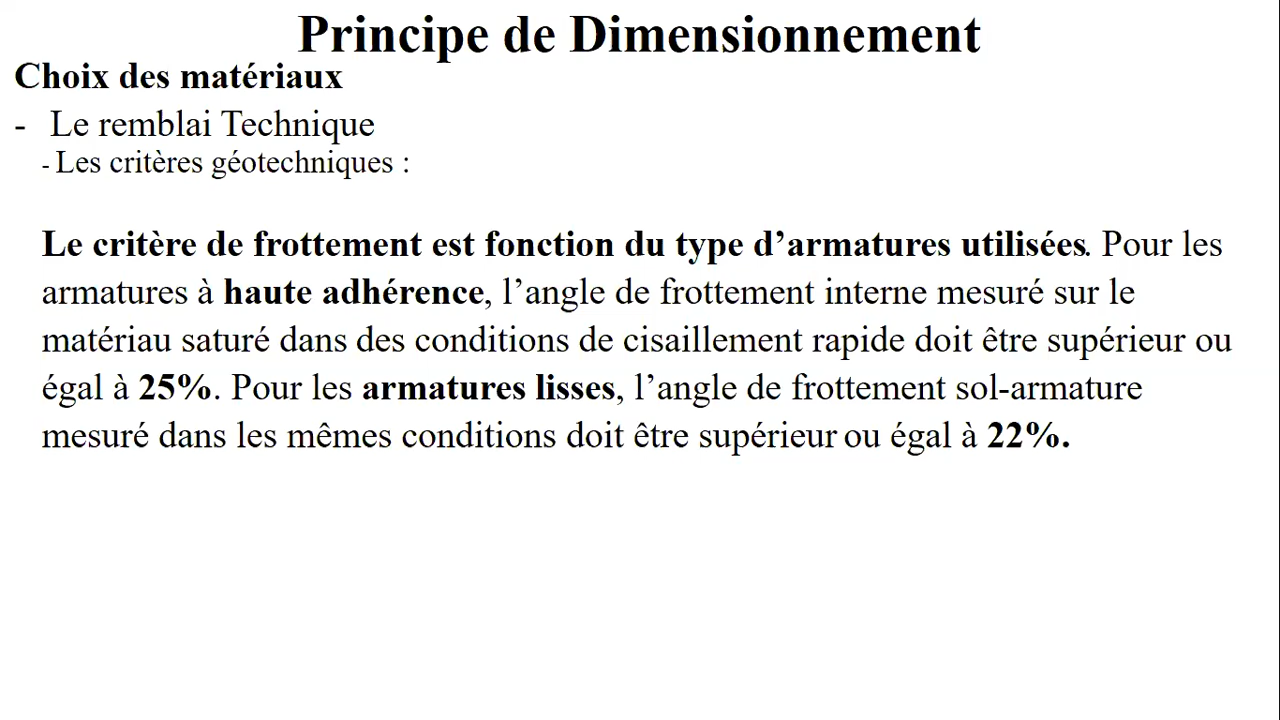 Principe de Dimensionnement
Choix des matériaux
- Le remblai Technique
- Les critères géotechniques :
Le critère de frottement est fonction du type d’armatures utilisées. Pour les
armatures à haute adhérence, l’angle de frottement interne mesuré sur le
matériau saturé dans des conditions de cisaillement rapide doit être supérieur ou
égal à 25%. Pour les armatures lisses, l’angle de frottement sol-armature
mesuré dans les mêmes conditions doit être supérieur ou égal à 22%.